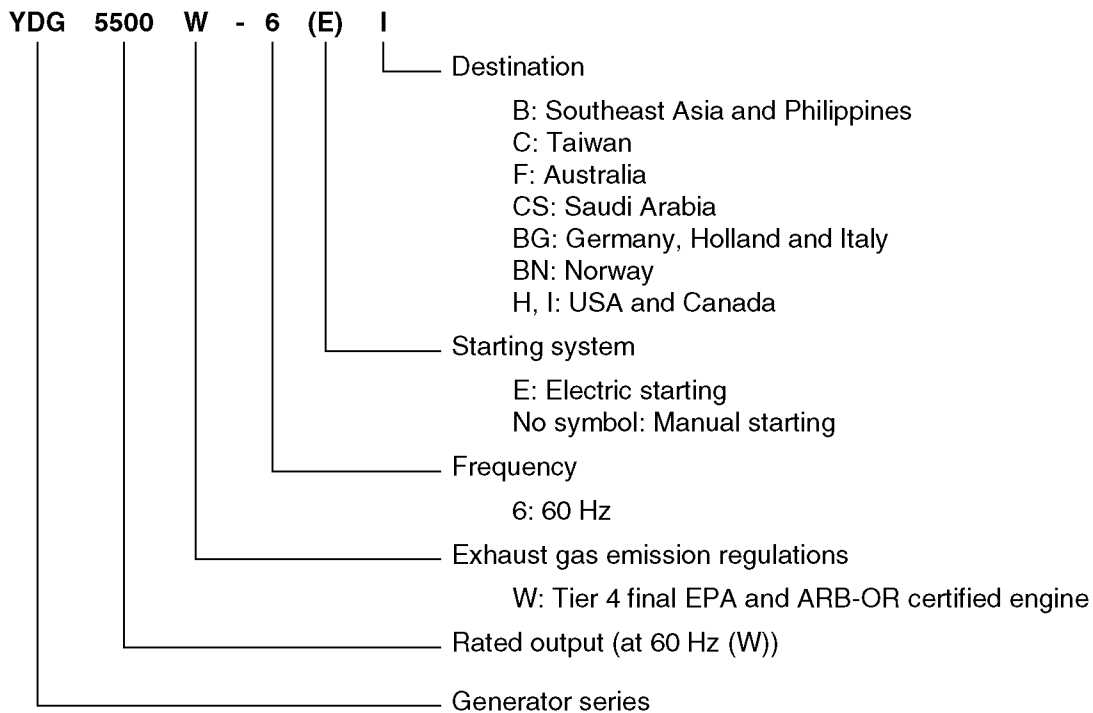 YDG 5500 W - 6 (E) I
Destination
B: Southeast Asia and Philippines
C: Taiwan
F: Australia
CS: Saudi Arabia
BG: Germany, Holland and Italy
BN: Norway
H, I: USA and Canada
Starting system
E: Electric starting
No symbol: Manual starting
Frequency
6: 60 Hz
Exhaust gas emission regulations
W: Tier 4 final EPA and ARB-OR certified engine
Rated output (at 60 Hz (W))
Generator series